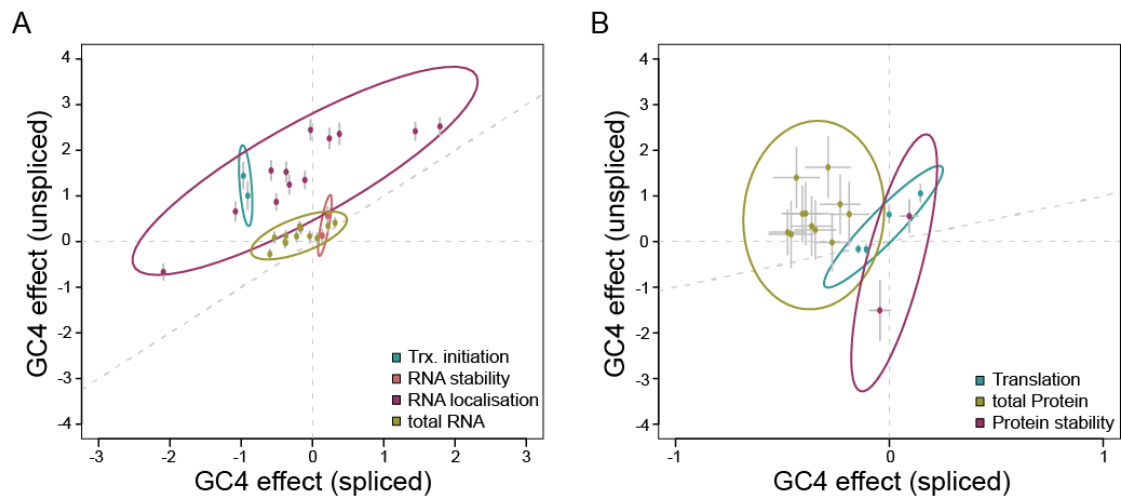 A
GC4 effect (unspliced)
4
3
2
1
0
-1
-2
-3
-4
-3
-2
-1
0
1
2
3
GC4 effect (spliced)
Trx. initiation
RNA stability
RNA localisation
total RNA
B
GC4 effect (unspliced)
4
3
2
1
0
-1
-2
-3
-4
-1
0
1
GC4 effect (spliced)
Translation
total Protein
Protein stability